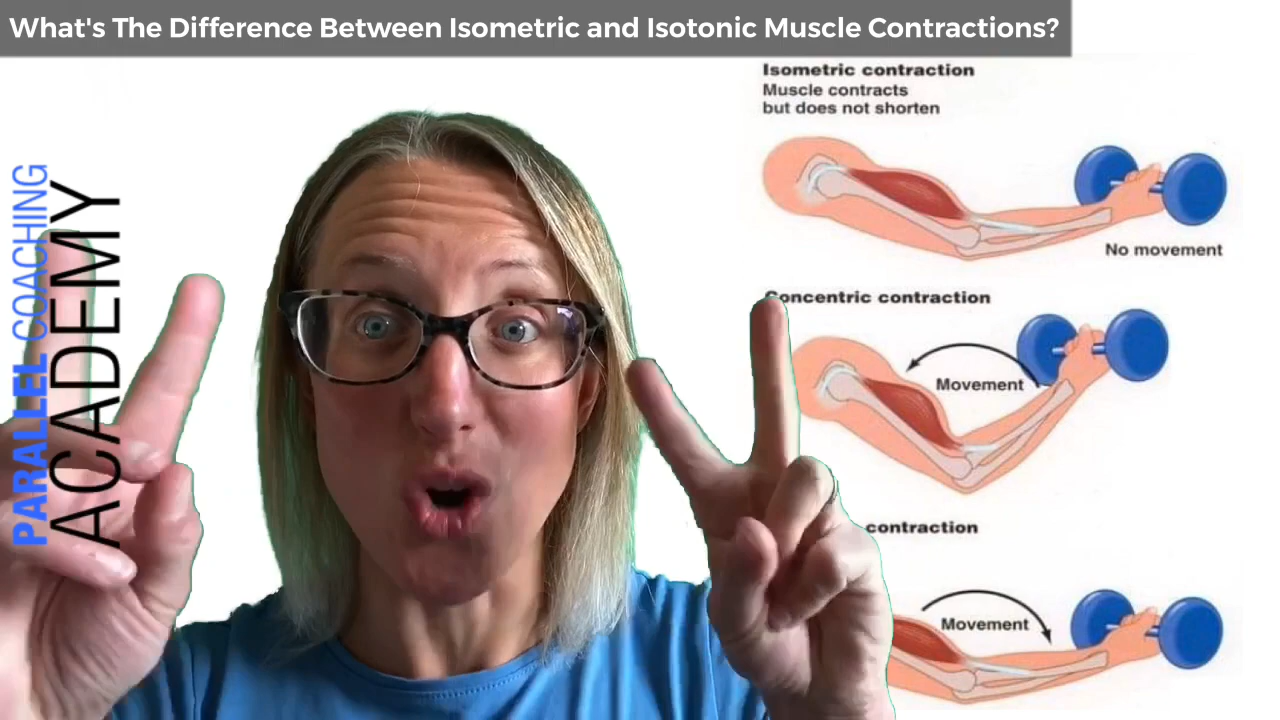 What's The Difference Between Isometric and Isotonic Muscle Contractions?
PARALLEL COACHING
ACADEMY
Isometric contraction
Muscle contracts
but does not shorten
No movement
Concentric contraction
Movement
contraction
Movement